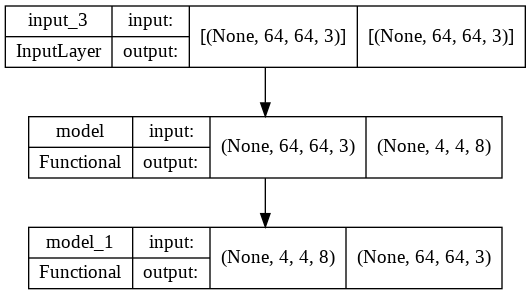 input_3 input: [(None, 64, 64, 3)] [(None, 64, 64, 3)]
InputLayer output:
model input: (None, 64, 64, 3) (None, 4, 4, 8)
Functional output:
model_1 input: (None, 4, 4, 8) (None, 64, 64, 3)
Functional output: